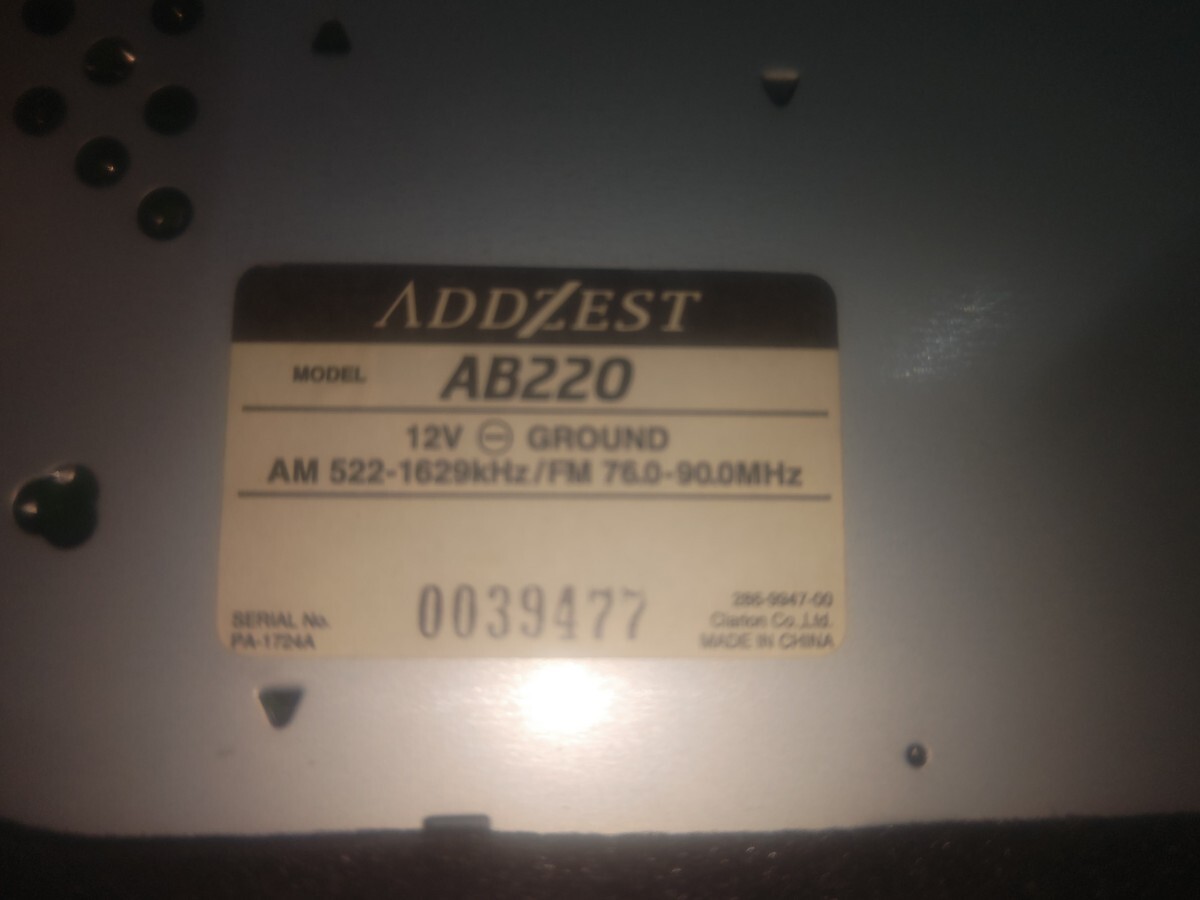 ADDZEST
MODEL AB220
12V ⊖ GROUND
AM 522-1629kHz/FM 76.0-90.0MHz
0039477
286-9947-00
SERIAL No.
Clarion Co.,Ltd.
PA-1724A
MADE IN CHINA